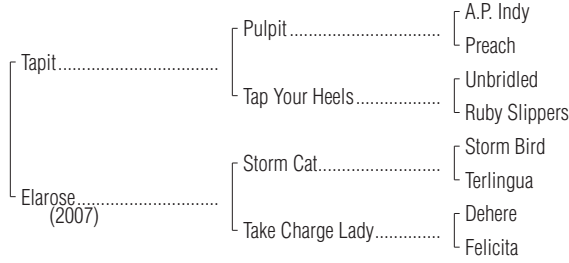 A.P. Indy
Pulpit
Preach
Tapit
Unbridled
Tap Your Heels
Ruby Slippers
Storm Bird
Storm Cat
Terlingua
Elarose
(2007)
Dehere
Take Charge Lady
Felicita